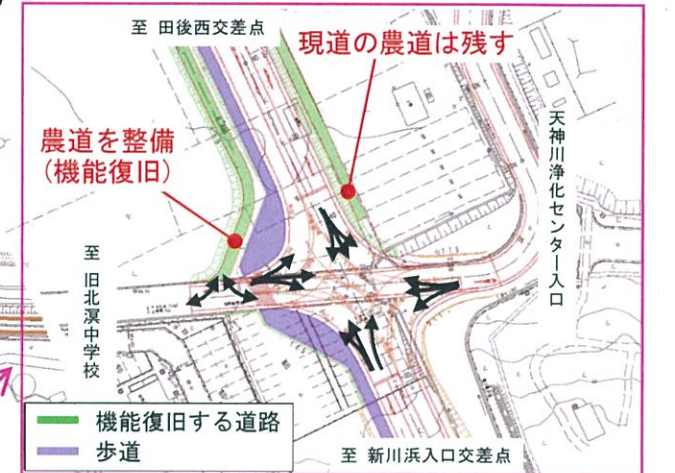 至 田後西交差点
現道の農道は残す
農道を整備
(機能復旧)
天神川浄化センター入口
至 旧北溟中学校
機能復旧する道路
歩道
至 新川浜入口交差点